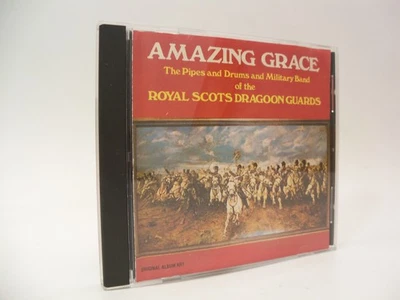 AMAZING GRACE
The Pipes and Drums and Military Band
of the
ROYAL SCOTS DRAGOON GUARDS